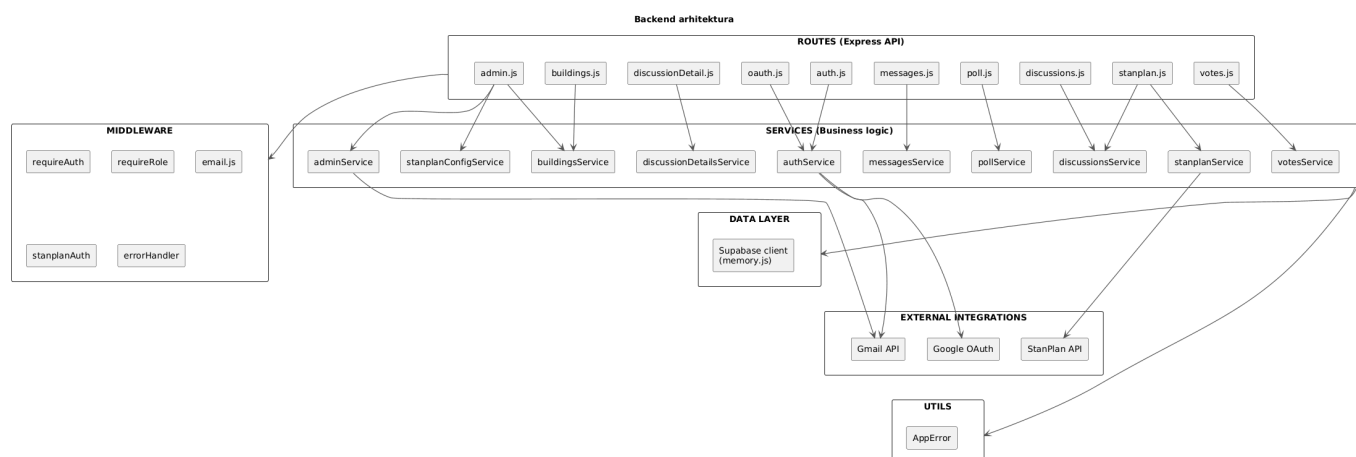 Backend arhitektura
ROUTES (Express API)
admin.js
buildings.js
discussionDetail.js
oauth.js
auth.js
messages.js
poll.js
discussions.js
stanplan.js
votes.js
MIDDLEWARE
requireAuth
requireRole
email.js
stanplanAuth
errorHandler
SERVICES (Business logic)
adminService
stanplanConfigService
buildingsService
discussionDetailsService
authService
messagesService
pollService
discussionsService
stanplanService
votesService
DATA LAYER
Supabase client
(memory.js)
EXTERNAL INTEGRATIONS
Gmail API
Google OAuth
StanPlan API
UTILS
AppError